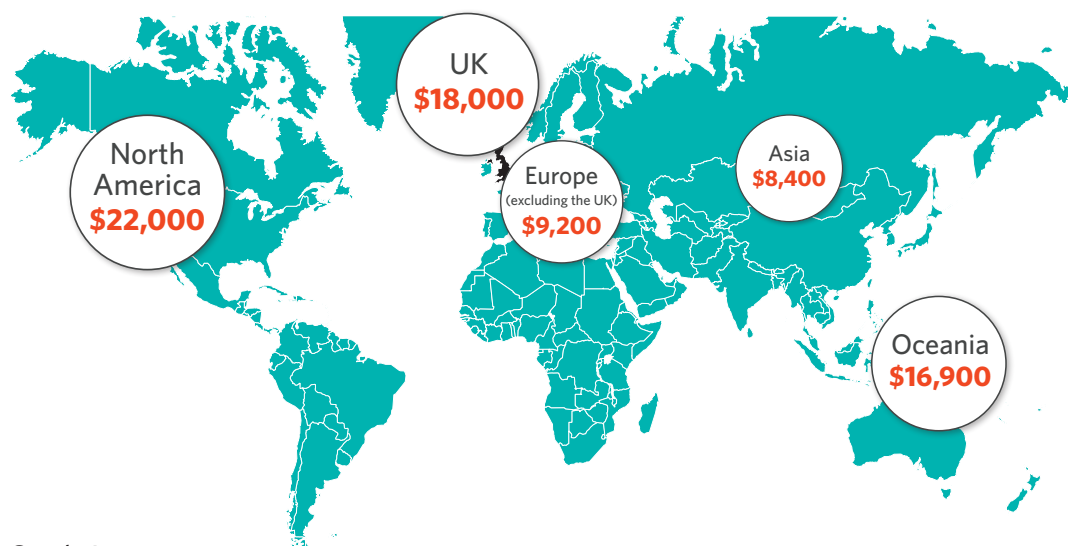 UK
$18,000
North
America
$22,000
Europe
(excluding the UK)
$9,200
Asia
$8,400
Oceania
$16,900